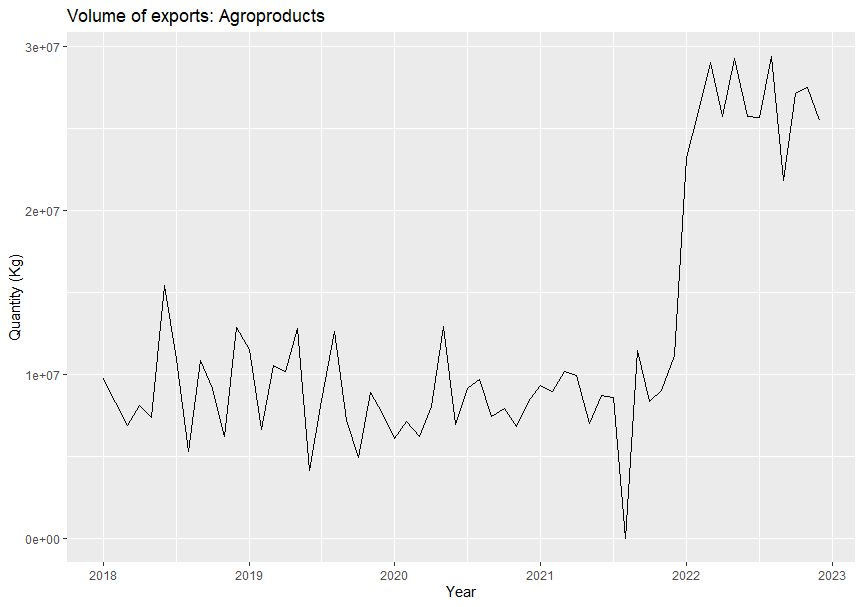 Volume of exports: Agroproducts
3e+07
2e+07
1e+07
0e+00
Quantity (Kg)
2018 2019 2020 2021 2022 2023
Year